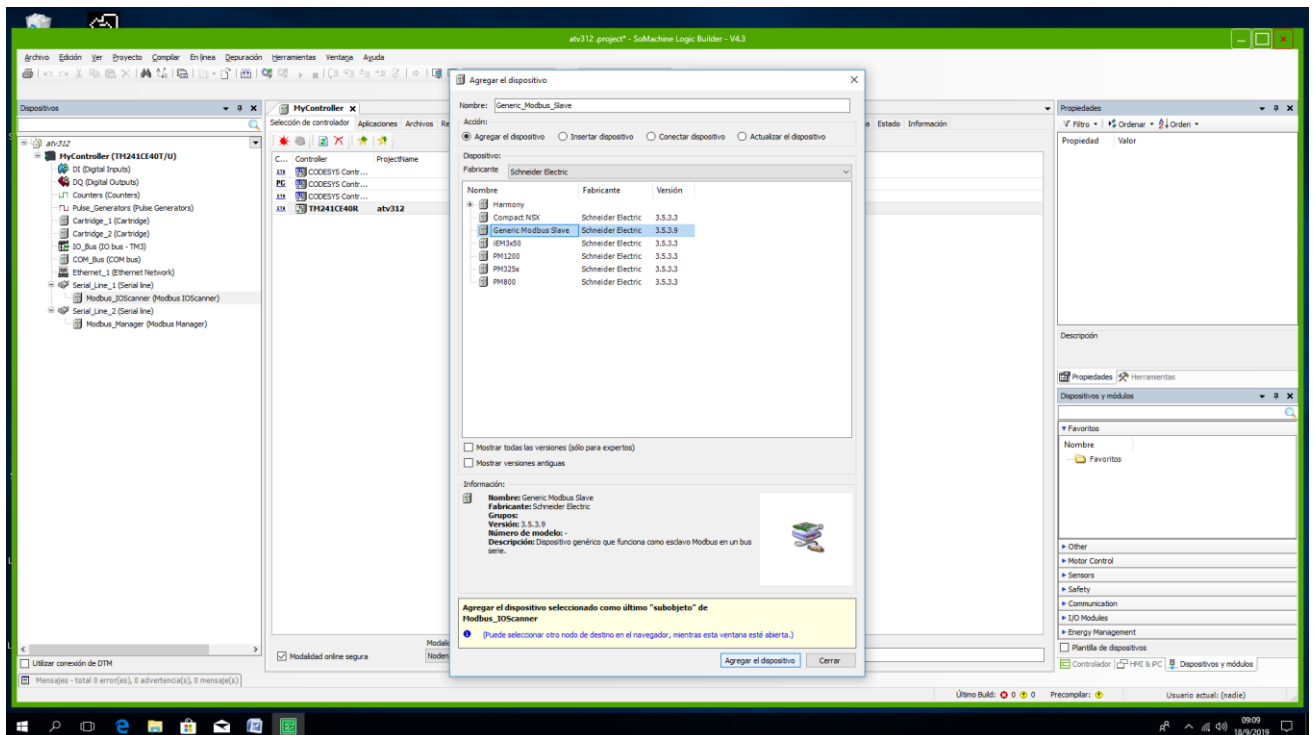 atv312 .project* - SoMachine Logic Builder - V4.3
Archivo Edición Ver Proyecto Compilar En línea Depuración Herramientas Ventana Ayuda
Dispositivos
atv312
MyController (TM241CE40T/U)
DI (Digital Inputs)
DQ (Digital Outputs)
Counters (Counters)
Pulse_Generators (Pulse Generators)
Cartridge_1 (Cartridge)
Cartridge_2 (Cartridge)
IO_Bus (IO bus - TM3)
COM_Bus (COM bus)
Ethernet_1 (Ethernet Network)
Serial_Line_1 (Serial line)
Modbus_IOScanner (Modbus IOScanner)
Serial_Line_2 (Serial line)
Modbus_Manager (Modbus Manager)
Utilizar conexión de DTM
Mensajes - total 0 error(es), 0 advertencia(s), 0 mensaje(s)
MyController
Selección de controlador Aplicaciones Archivos Re
C... Controller ProjectName
CODESYS Contr...
PG CODESYS Contr...
CODESYS Contr...
TM241CE40R atv312
Modalidad online segura
Modali
Noden
Agregar el dispositivo
Nombre: Generic_Modbus_Slave
Acción:
Agregar el dispositivo Insertar dispositivo Conectar dispositivo Actualizar el dispositivo
Dispositivo:
Fabricante Schneider Electric
Nombre Fabricante Versión
Harmony
Compact NSX Schneider Electric 3.5.3.3
Generic Modbus Slave Schneider Electric 3.5.3.9
iEM3x50 Schneider Electric 3.5.3.3
PM1200 Schneider Electric 3.5.3.3
PM325x Schneider Electric 3.5.3.3
PM800 Schneider Electric 3.5.3.3
Mostrar todas las versiones (sólo para expertos)
Mostrar versiones antiguas
Información:
Nombre: Generic Modbus Slave
Fabricante: Schneider Electric
Grupos:
Versión: 3.5.3.9
Número de modelo: -
Descripción: Dispositivo genérico que funciona como esclavo Modbus en un bus
serie.
Agregar el dispositivo seleccionado como último "subobjeto" de
Modbus_IOScanner
(Puede seleccionar otro nodo de destino en el navegador, mientras esta ventana esté abierta.)
Agregar el dispositivo Cerrar
Estado Información
Propiedades
Filtro Ordenar Orden
Propiedad Valor
Descripción
Propiedades Herramientas
Dispositivos y módulos
Favoritos
Nombre
Favoritos
Other
Motor Control
Sensors
Safety
Communication
I/O Modules
Energy Management
Plantilla de dispositivos
Controlador HMI & iPC Dispositivos y módulos
Último Build: 0 0 Precompilar: Usuario actual: (nadie)
09:09
18/9/2019